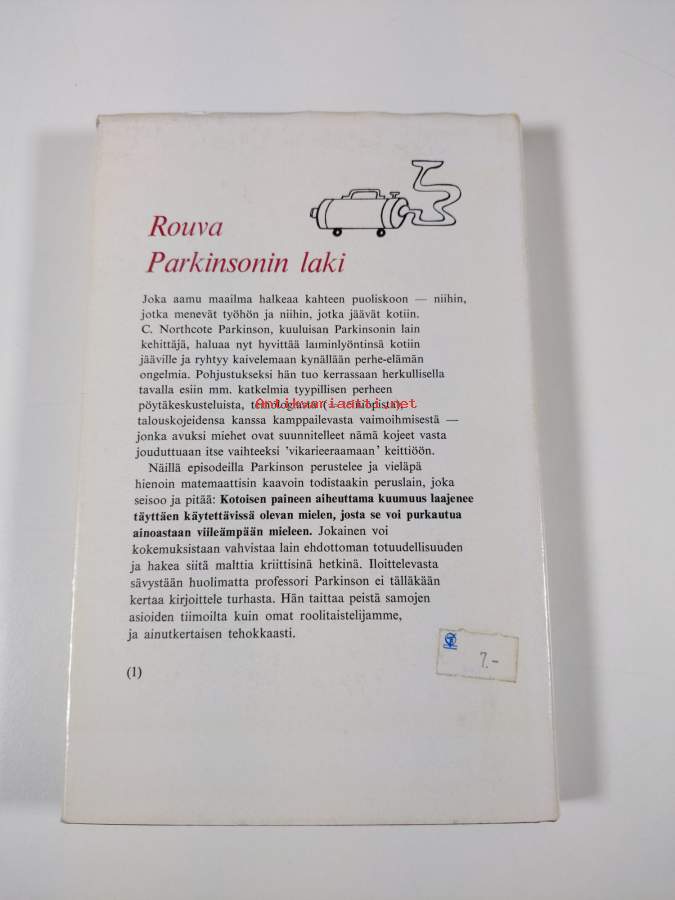 Rouva
Parkinsonin laki
Joka aamu maailma halkeaa kahteen puoliskoon — niihin,
jotka menevät työhön ja niihin, jotka jäävät kotiin.
C. Northcote Parkinson, kuuluisan Parkinsonin lain
kehittäjä, haluaa nyt hyvittää laiminlyöntinsä kotiin
jääville ja ryhtyy kaivelemaan kynällään perhe-elämän
ongelmia. Pohjustukseksi hän tuo kerrassaan herkullisella
tavalla esiin mm. katkelmia tyypillisen perheen
pöytäkeskusteluista,
Antikvariaatti.net
talouskojeidensa kanssa kamppailevasta vaimoihmisestä —
jonka avuksi miehet ovat suunnitelleet nämä kojeet vasta
jouduttuaan itse vaihteeksi 'vikarieeraamaan' keittiöön.
Näillä episodeilla Parkinson perustelee ja vieläpä
hienoin matemaattisin kaavoin todistaakin peruslain, joka
seisoo ja pitää: Kotoisen paineen aiheuttama kuumuus laajenee
täyttäen käytettävissä olevan mielen, josta se voi purkautua
ainoastaan viileämpään mieleen. Jokainen voi
kokemuksistaan vahvistaa lain ehdottoman totuudellisuuden
ja hakea siitä malttia kriittisinä hetkinä. Iloittelevasta
sävystään huolimatta professori Parkinson ei tälläkään
kertaa kirjoittele turhasta. Hän taittaa peistä samojen
asioiden tiimoilta kuin omat roolitaistelijamme,
ja ainutkertaisen tehokkaasti.
7.-
(1)